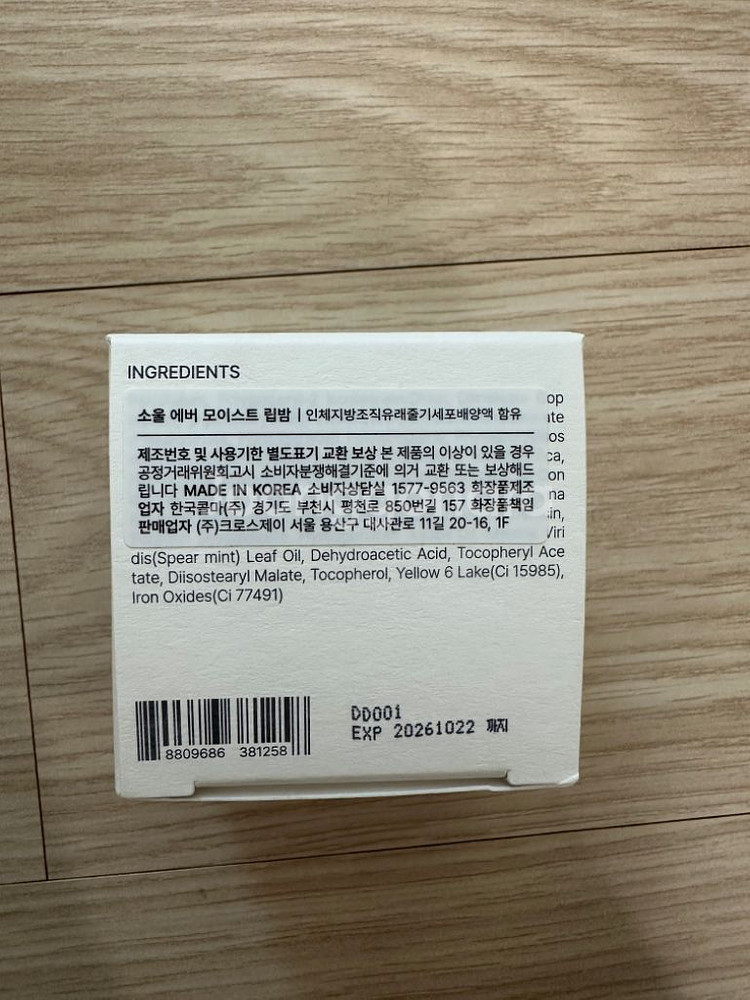 INGREDIENTS
소울 에버 모이스트 립밤 | 인체지방조직유래줄기세포배양액 함유
제조번호 및 사용기한 별도표기 교환 보상 본 제품의 이상이 있을 경우
공정거래위원회고시 소비자분쟁해결기준에 의거 교환 또는 보상해드
립니다 MADE IN KOREA 소비자상담실 1577-9563 화장품제조
업자 한국콜마(주) 경기도 부천시 평천로 850번길 157 화장품책임
판매업자 (주)크로스제이 서울 용산구 대사관로 11길 20-16, 1F
dis(Spear mint) Leaf Oil, Dehydroacetic Acid, Tocopheryl Ace
tate, Diisostearyl Malate, Tocopherol, Yellow 6 Lake(Ci 15985),
Iron Oxides(Ci 77491)
DD001
EXP 20261022 까지
8809686 381258